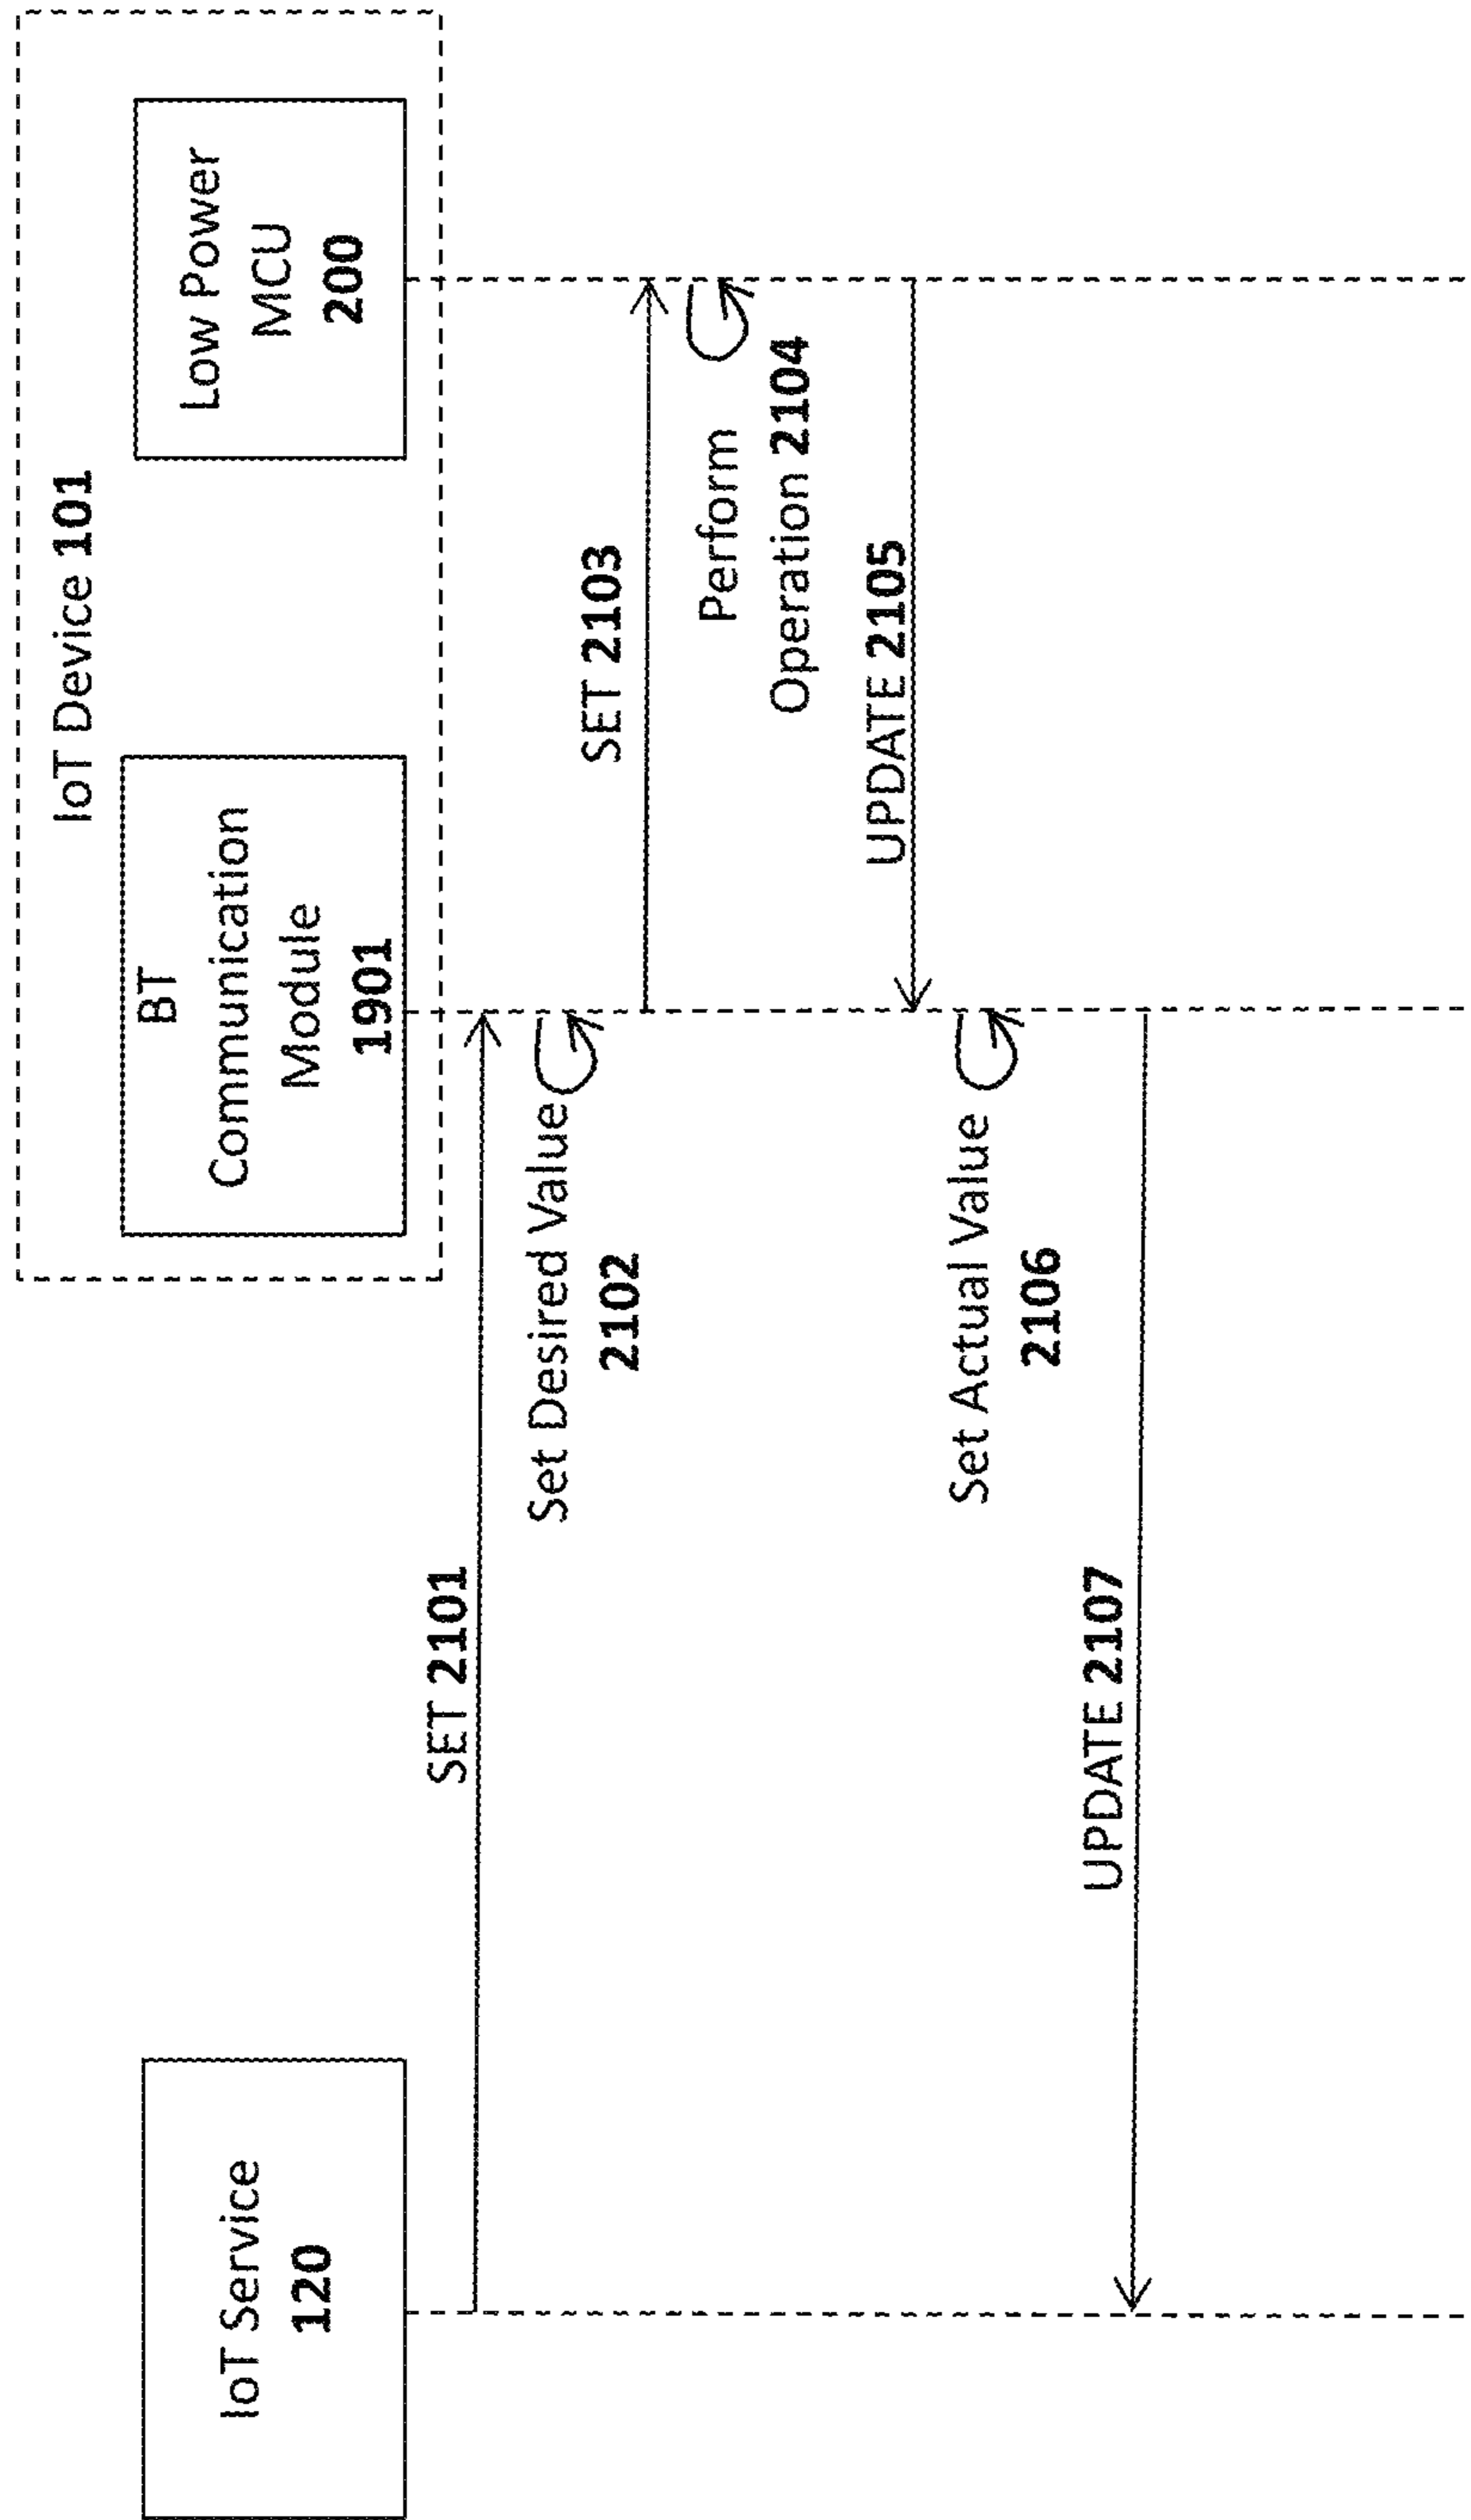 IoT Device 101
IoT Service
120
BT
Communication
Module
1901
Low Power
MCU
200
SET 2101
Set Desired Value
2102
SET 2103
Perform
Operation 2104
UPDATE 2105
Set Actual Value
2106
UPDATE 2107